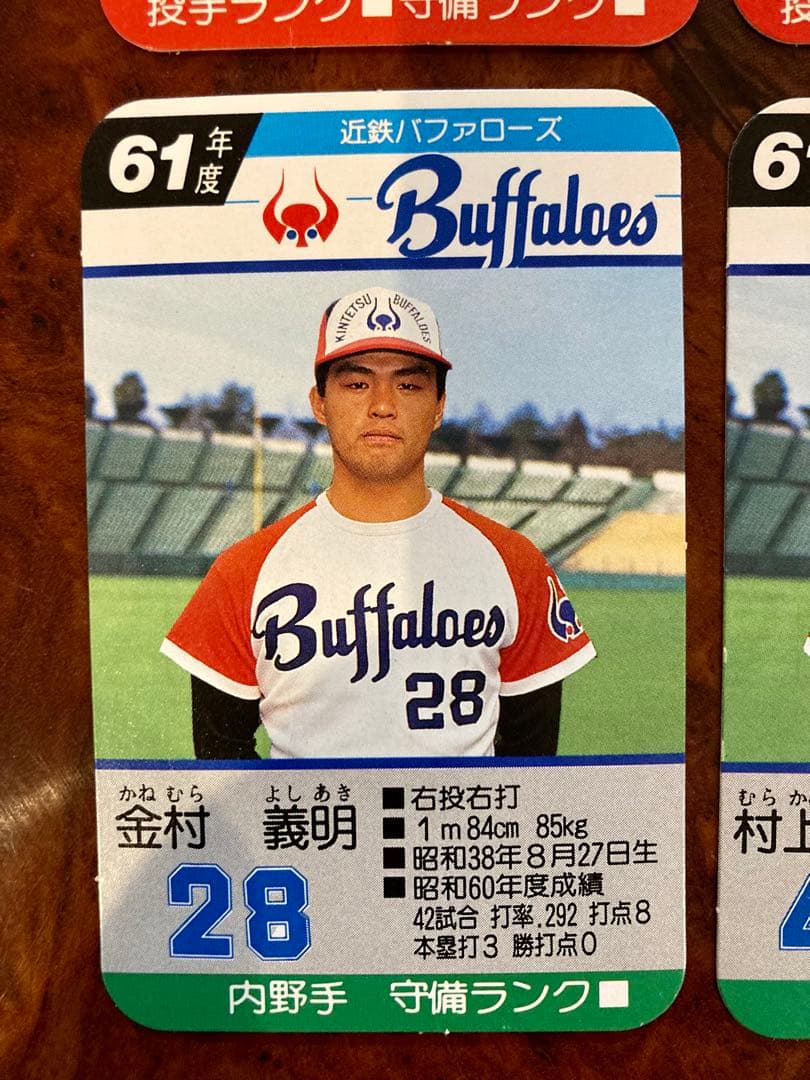 投手ランク■守備ランク■
投
61年度
近鉄バファローズ
Buffaloes
KINTETSU BUFFALOES
Buffaloes
28
かねむら よしあき
金村 義明
28
■右投右打
■1m84cm 85kg
■昭和38年8月27日生
■昭和60年度成績
42試合 打率.292 打点8
本塁打3 勝打点0
内野手 守備ランク■
6
むら
村上